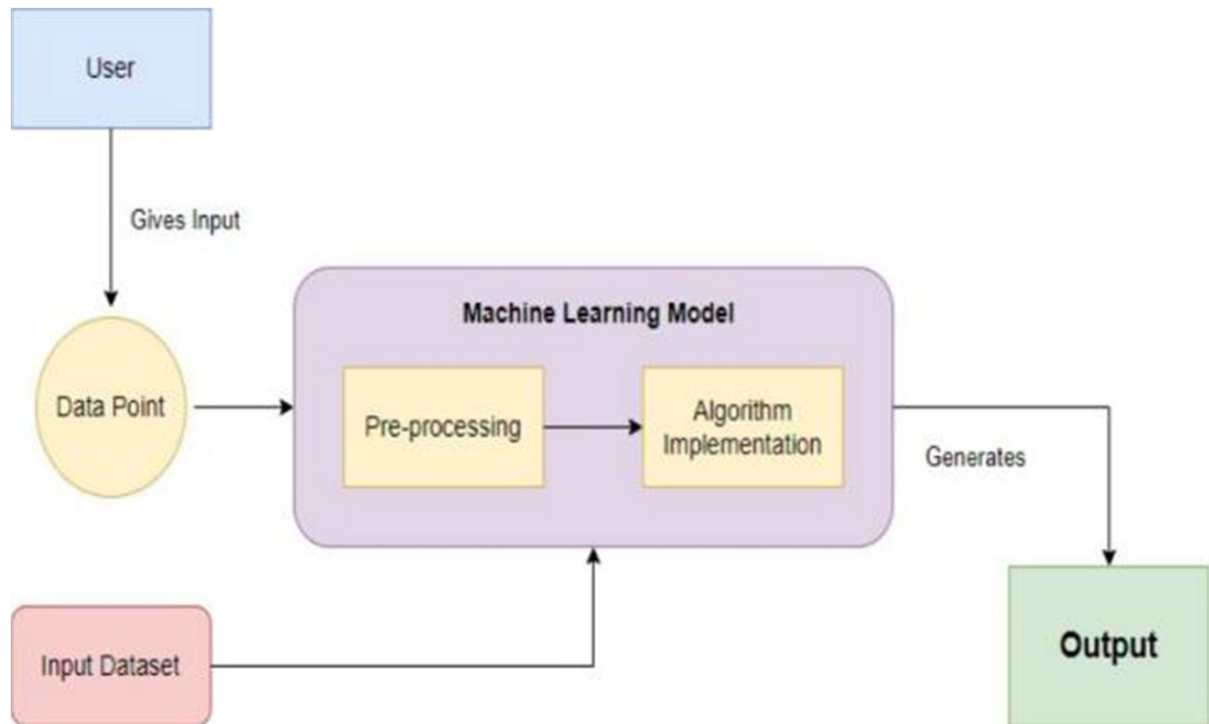 User
Gives Input
Machine Learning Model
Data Point
Pre-processing
Algorithm
Implementation
Generates
Input Dataset
Output